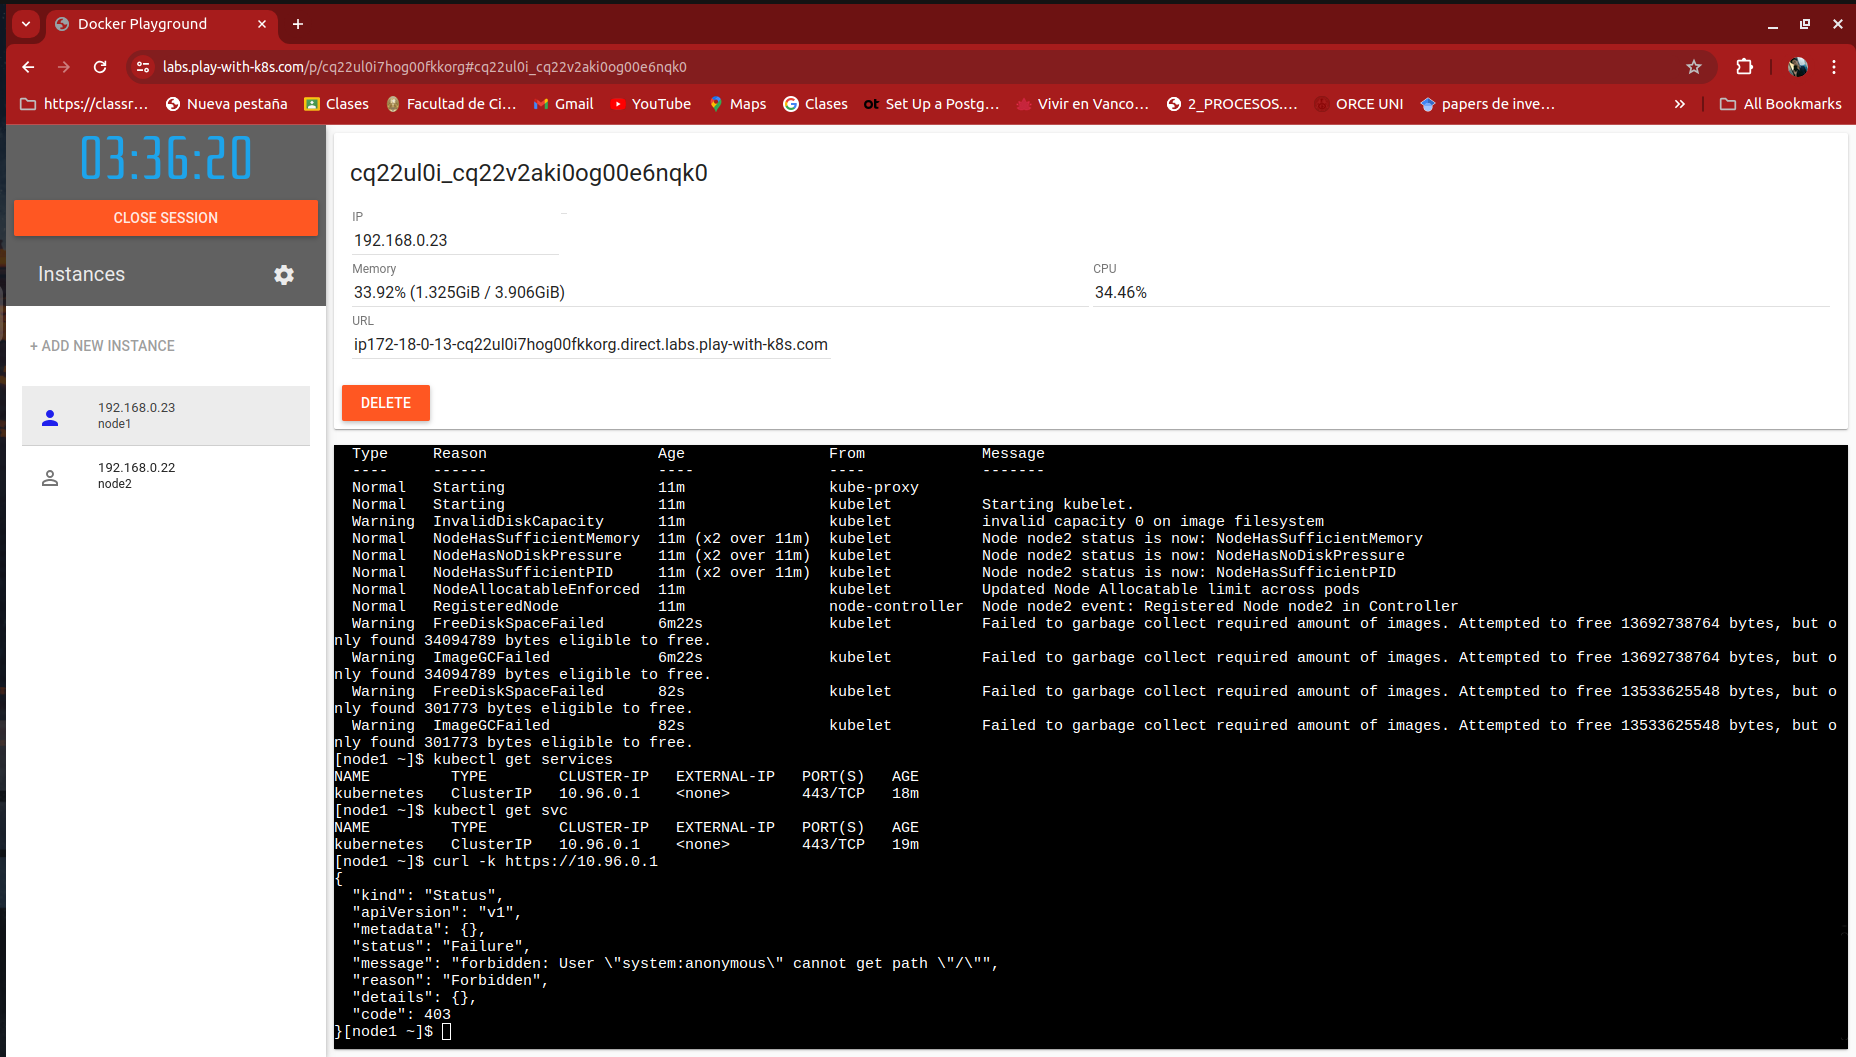 Docker Playground
labs.play-with-k8s.com/p/cq22ul0i7hog00fkkorg#cq22ul0i_cq22v2aki0og00e6nqk0
https://classr… Nueva pestaña Clases Facultad de Ci… Gmail YouTube Maps Clases Set Up a Postg… Vivir en Vanco… 2_PROCESOS.… ORCE UNI papers de inve… » All Bookmarks
03:36:20
CLOSE SESSION
Instances
+ ADD NEW INSTANCE
192.168.0.23
node1
192.168.0.22
node2
cq22ul0i_cq22v2aki0og00e6nqk0
IP
192.168.0.23
Memory CPU
33.92% (1.325GiB / 3.906GiB) 34.46%
URL
ip172-18-0-13-cq22ul0i7hog00fkkorg.direct.labs.play-with-k8s.com
DELETE
Type Reason Age From Message
---- ------ ---- ---- -------
Normal Starting 11m kube-proxy
Normal Starting 11m kubelet Starting kubelet.
Warning InvalidDiskCapacity 11m kubelet invalid capacity 0 on image filesystem
Normal NodeHasSufficientMemory 11m (x2 over 11m) kubelet Node node2 status is now: NodeHasSufficientMemory
Normal NodeHasNoDiskPressure 11m (x2 over 11m) kubelet Node node2 status is now: NodeHasNoDiskPressure
Normal NodeHasSufficientPID 11m (x2 over 11m) kubelet Node node2 status is now: NodeHasSufficientPID
Normal NodeAllocatableEnforced 11m kubelet Updated Node Allocatable limit across pods
Normal RegisteredNode 11m node-controller Node node2 event: Registered Node node2 in Controller
Warning FreeDiskSpaceFailed 6m22s kubelet Failed to garbage collect required amount of images. Attempted to free 13692738764 bytes, but o
nly found 34094789 bytes eligible to free.
Warning ImageGCFailed 6m22s kubelet Failed to garbage collect required amount of images. Attempted to free 13692738764 bytes, but o
nly found 34094789 bytes eligible to free.
Warning FreeDiskSpaceFailed 82s kubelet Failed to garbage collect required amount of images. Attempted to free 13533625548 bytes, but o
nly found 301773 bytes eligible to free.
Warning ImageGCFailed 82s kubelet Failed to garbage collect required amount of images. Attempted to free 13533625548 bytes, but o
nly found 301773 bytes eligible to free.
[node1 ~]$ kubectl get services
NAME TYPE CLUSTER-IP EXTERNAL-IP PORT(S) AGE
kubernetes ClusterIP 10.96.0.1 <none> 443/TCP 18m
[node1 ~]$ kubectl get svc
NAME TYPE CLUSTER-IP EXTERNAL-IP PORT(S) AGE
kubernetes ClusterIP 10.96.0.1 <none> 443/TCP 19m
[node1 ~]$ curl -k https://10.96.0.1
{
"kind": "Status",
"apiVersion": "v1",
"metadata": {},
"status": "Failure",
"message": "forbidden: User \"system:anonymous\" cannot get path \"/\"",
"reason": "Forbidden",
"details": {},
"code": 403
}[node1 ~]$